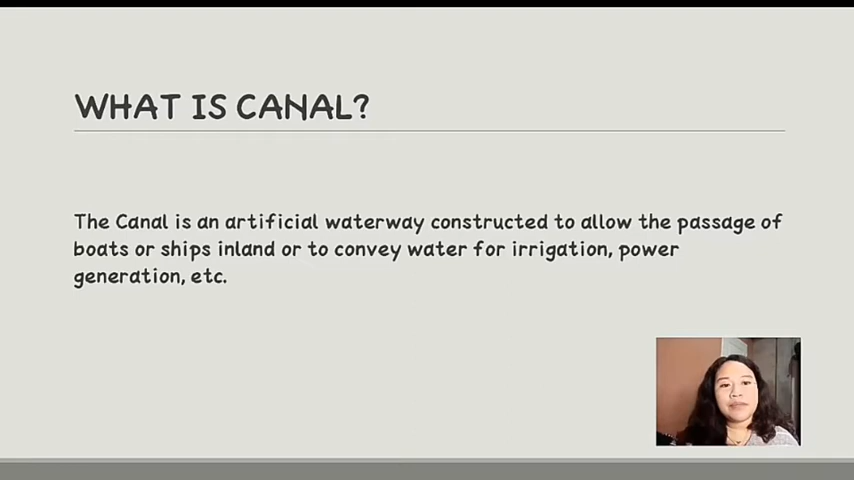 WHAT IS CANAL?
The Canal is an artificial waterway constructed to allow the passage of
boats or ships inland or to convey water for irrigation, power
generation, etc.